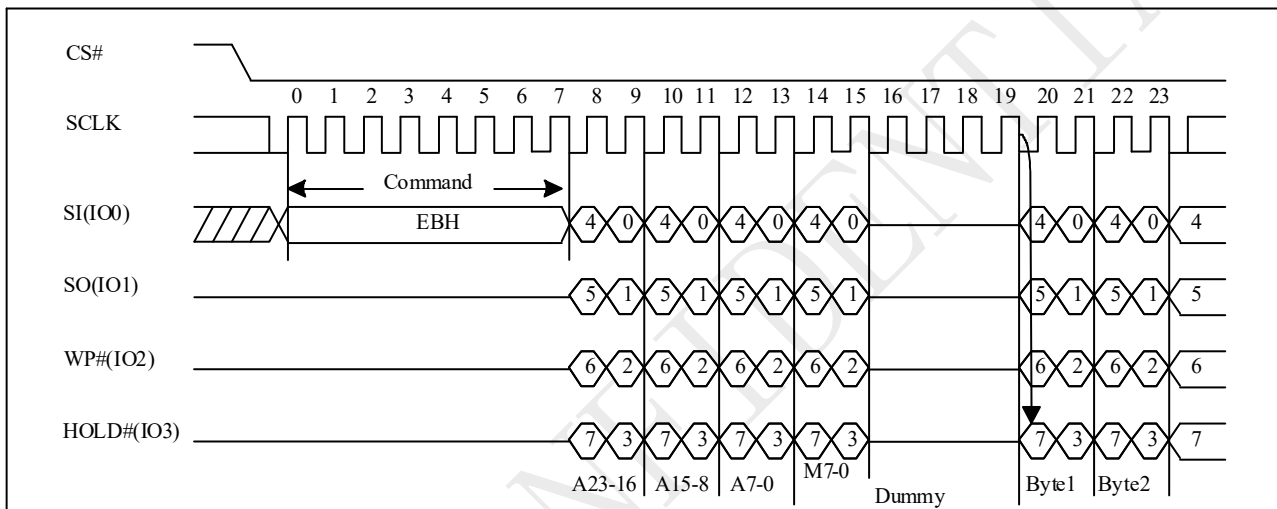 CS#
0 1 2 3 4 5 6 7 8 9 10 11 12 13 14 15 16 17 18 19 20 21 22 23
SCLK
Command
SI(IO0) EBH 4 0 4 0 4 0 4 0 4 0 4 0 4
SO(IO1) 5 1 5 1 5 1 5 1 5 1 5 1 5
WP#(IO2) 6 2 6 2 6 2 6 2 6 2 6 2 6
HOLD#(IO3) 7 3 7 3 7 3 7 3 7 3 7 3 7
A23-16 A15-8 A7-0 M7-0 Dummy Byte1 Byte2
NFIDENTIA